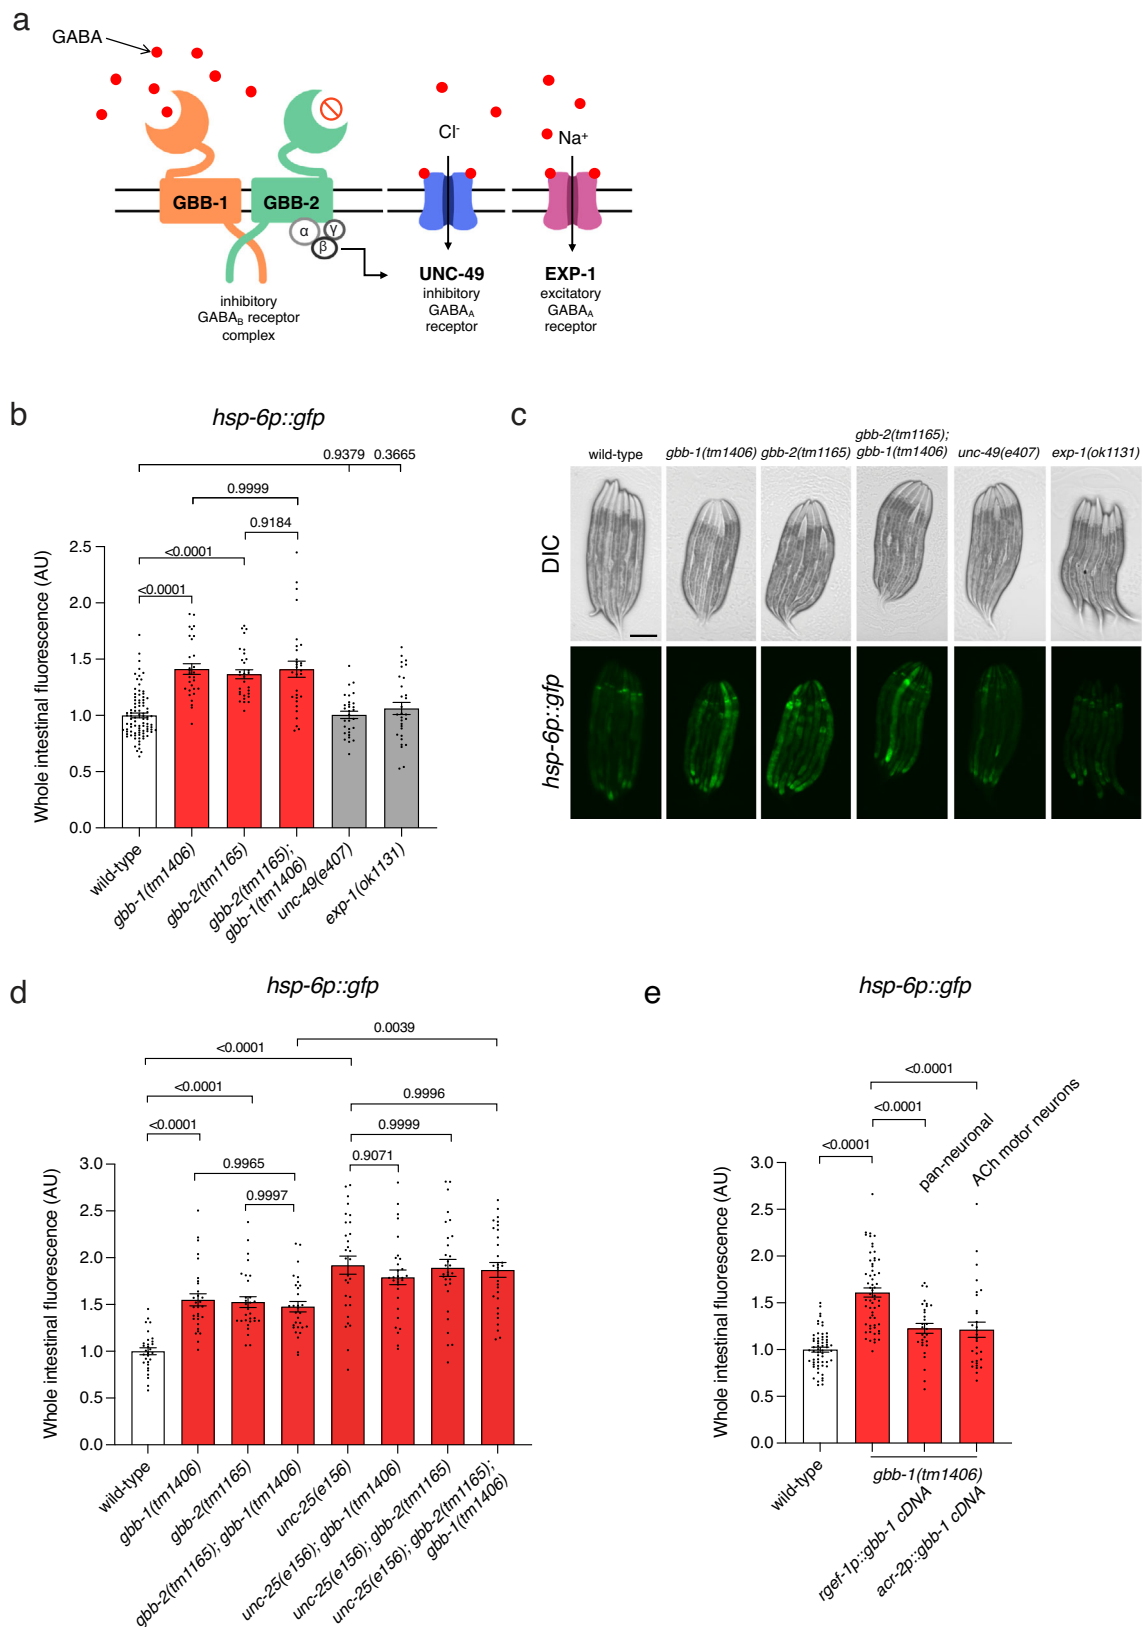 a
GABA
Cl-
Na+
GBB-1
GBB-2
α
γ
β
UNC-49
EXP-1
inhibitory
GABAB receptor
complex
inhibitory
GABAA
receptor
excitatory
GABAA
receptor
b
hsp-6p::gfp
0.9379
0.3665
0.9999
0.9184
<0.0001
<0.0001
Whole intestinal fluorescence (AU)
2.5
2.0
1.5
1.0
0.5
0.0
wild-type
gbb-1(tm1406)
gbb-2(tm1165)
gbb-2(tm1165);
gbb-1(tm1406)
unc-49(e407)
exp-1(ok1131)
c
wild-type
gbb-1(tm1406)
gbb-2(tm1165)
gbb-2(tm1165);
gbb-1(tm1406)
unc-49(e407)
exp-1(ok1131)
DIC
hsp-6p::gfp
d
hsp-6p::gfp
0.0039
<0.0001
<0.0001
0.9996
<0.0001
0.9999
0.9965
0.9071
0.9997
Whole intestinal fluorescence (AU)
3.0
2.5
2.0
1.5
1.0
0.5
0.0
wild-type
gbb-1(tm1406)
gbb-2(tm1165)
gbb-2(tm1165); gbb-1(tm1406)
unc-25(e156)
unc-25(e156); gbb-1(tm1406)
unc-25(e156); gbb-2(tm1165)
unc-25(e156); gbb-2(tm1165);
gbb-1(tm1406)
e
hsp-6p::gfp
<0.0001
<0.0001
<0.0001
pan-neuronal
ACh motor neurons
Whole intestinal fluorescence (AU)
3.0
2.5
2.0
1.5
1.0
0.5
0.0
wild-type
gbb-1(tm1406)
rgef-1p::gbb-1 cDNA
acr-2p::gbb-1 cDNA